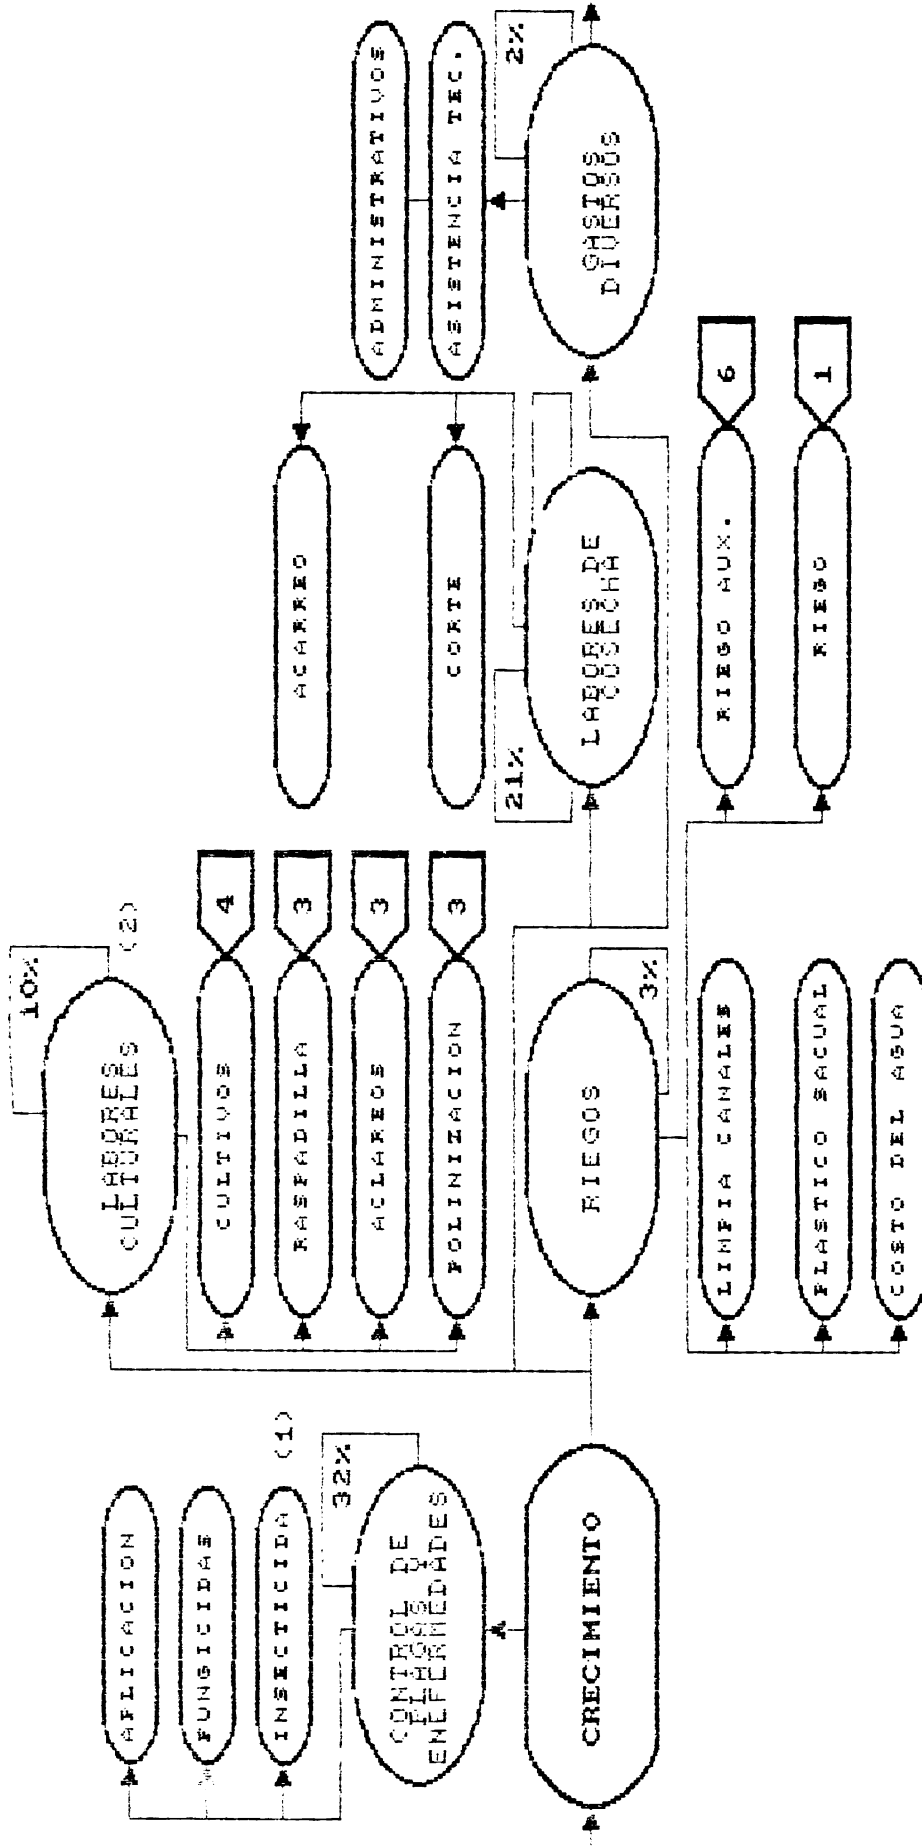 APLICACION
FUNGICIDAS
INSECTICIDA (1)
32%
CONTROL DE
PLAGAS Y
ENEFERMEDADES
CRECIMIENTO
10%
LABORES
CULTURALES
(2)
CULTIVOS 4
RASPADILLA 3
ACLAREOS 3
POLINIZACION 3
RIEGOS
3%
LIMPIA CANALES
PLASTICO SACUAL
COSTO DEL AGUA
ACARREO
CORTE
21%
LABORES DE
COSECHA
RIEGO AUX. 6
RIEGO 1
ADMINISTRATIVOS
ASISTENCIA TEC.
2%
GASTOS
DIVERSOS